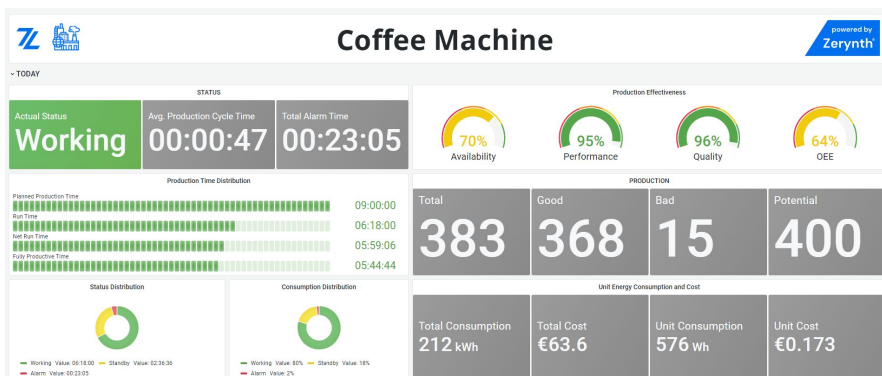 Coffee Machine
powered by
Zerynth
TODAY
STATUS
Actual Status
Working
Avg. Production Cycle Time
00:00:47
Total Alarm Time
00:23:05
Production Effectiveness
70%
Availability
95%
Performance
96%
Quality
64%
OEE
Production Time Distribution
Planned Production Time
09:00:00
Run Time
06:18:00
Net Run Time
05:59:06
Fully Productive Time
05:44:44
PRODUCTION
Total
383
Good
368
Bad
15
Potential
400
Status Distribution
Working Value: 06:18:00 Standby Value: 02:36:36
Alarm Value: 00:23:05
Consumption Distribution
Working Value: 80% Standby Value: 18%
Alarm Value: 2%
Unit Energy Consumption and Cost
Total Consumption
212 kWh
Total Cost
€63.6
Unit Consumption
576 Wh
Unit Cost
€0.173